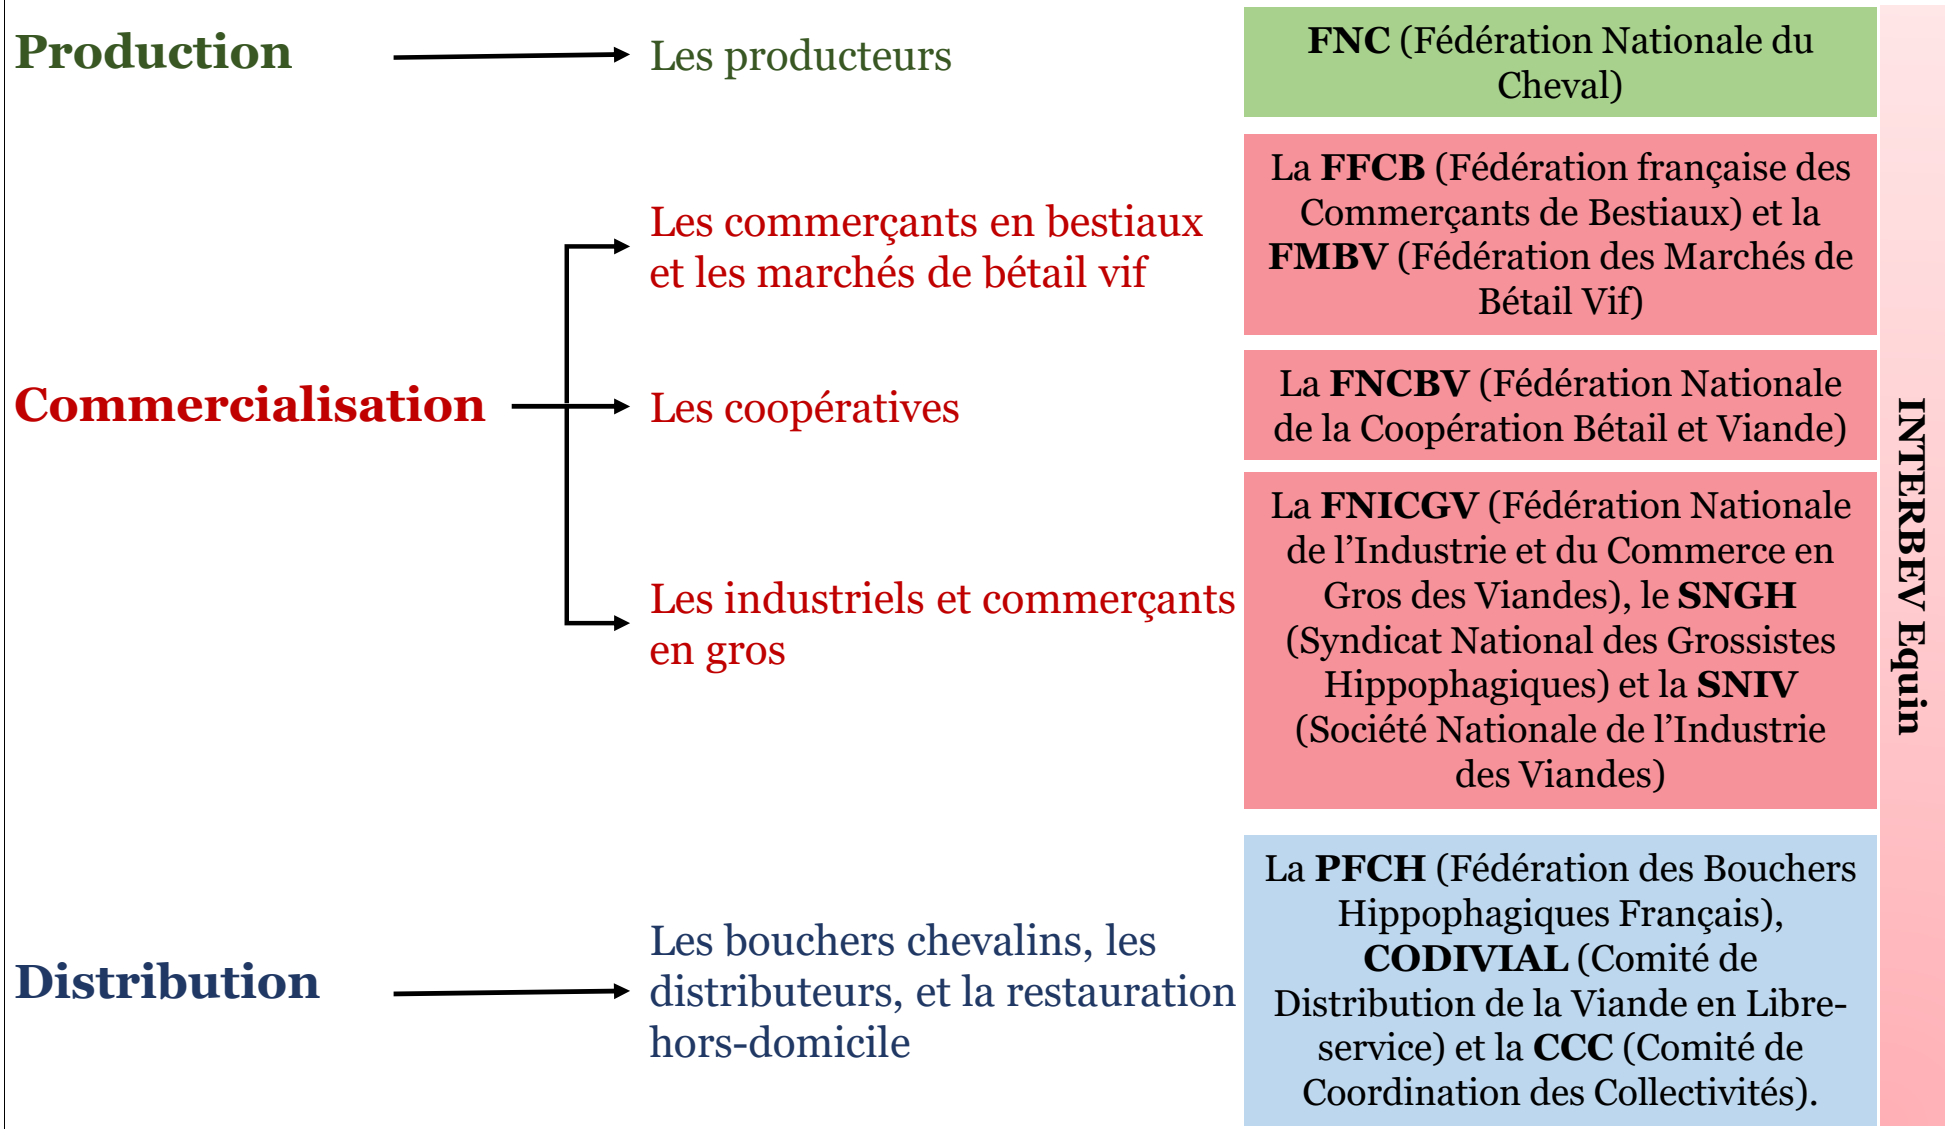 Production
Les producteurs
FNC (Fédération Nationale du
Cheval)
Commercialisation
Les commerçants en bestiaux
et les marchés de bétail vif
La FFCB (Fédération française des
Commerçants de Bestiaux) et la
FMBV (Fédération des Marchés de
Bétail Vif)
Les coopératives
La FNCBV (Fédération Nationale
de la Coopération Bétail et Viande)
Les industriels et commerçants
en gros
La FNICGV (Fédération Nationale
de l’Industrie et du Commerce en
Gros des Viandes), le SNGH
(Syndicat National des Grossistes
Hippophagiques) et la SNIV
(Société Nationale de l’Industrie
des Viandes)
Distribution
Les bouchers chevalins, les
distributeurs, et la restauration
hors-domicile
La PFCH (Fédération des Bouchers
Hippophagiques Français),
CODIVIAL (Comité de
Distribution de la Viande en Libre-
service) et la CCC (Comité de
Coordination des Collectivités).
INTERBEV Equin